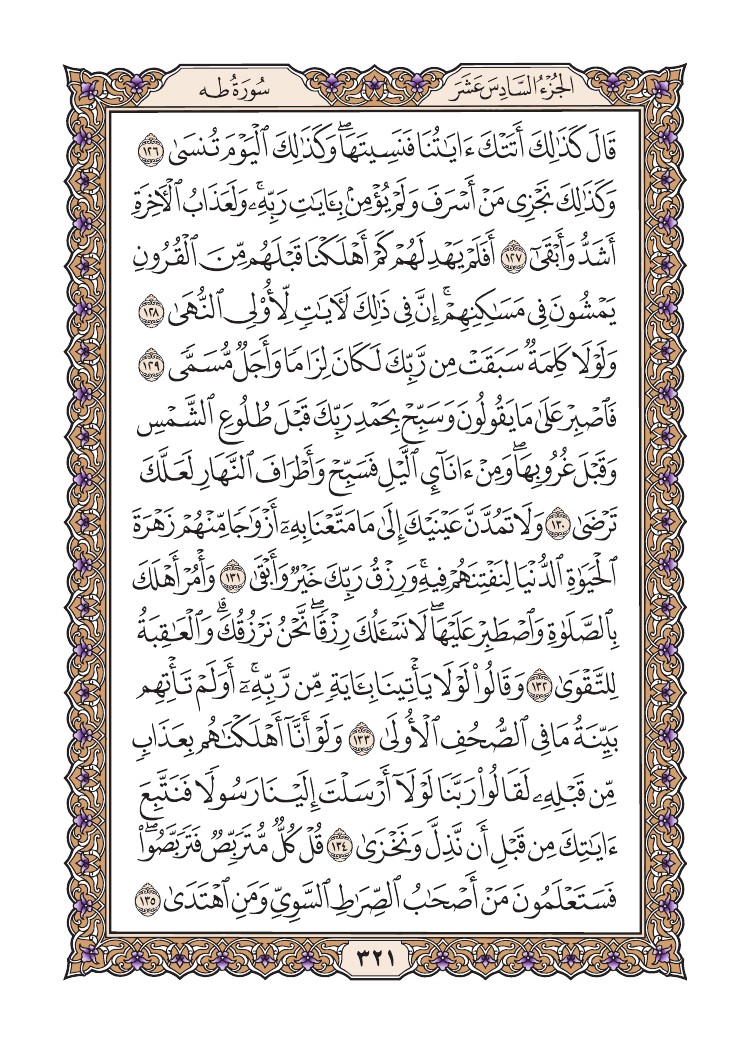 الجُزْءُ السَّادِسَ عَشَرَ
سُورَةُ طه
قَالَ كَذَٰلِكَ أَتَتْكَ ءَايَٰتُنَا فَنَسِيتَهَاۖ وَكَذَٰلِكَ ٱلْيَوْمَ تُنسَىٰ ١٢٦
وَكَذَٰلِكَ نَجْزِى مَنْ أَسْرَفَ وَلَمْ يُؤْمِنۢ بِـَٔايَٰتِ رَبِّهِۦۚ وَلَعَذَابُ ٱلْـَٔاخِرَةِ
أَشَدُّ وَأَبْقَىٰٓ ١٢٧ أَفَلَمْ يَهْدِ لَهُمْ كَمْ أَهْلَكْنَا قَبْلَهُم مِّنَ ٱلْقُرُونِ
يَمْشُونَ فِى مَسَٰكِنِهِمْۚ إِنَّ فِى ذَٰلِكَ لَـَٔايَٰتٍ لِّأُو۟لِى ٱلنُّهَىٰ ١٢٨
وَلَوْلَا كَلِمَةٌ سَبَقَتْ مِن رَّبِّكَ لَكَانَ لِزَامًا وَأَجَلٌ مُّسَمًّى ١٢٩
فَٱصْبِرْ عَلَىٰ مَا يَقُولُونَ وَسَبِّحْ بِحَمْدِ رَبِّكَ قَبْلَ طُلُوعِ ٱلشَّمْسِ
وَقَبْلَ غُرُوبِهَاۖ وَمِنْ ءَانَآئِ ٱلَّيْلِ فَسَبِّحْ وَأَطْرَافَ ٱلنَّهَارِ لَعَلَّكَ
تَرْضَىٰ ١٣٠ وَلَا تَمُدَّنَّ عَيْنَيْكَ إِلَىٰ مَا مَتَّعْنَا بِهِۦٓ أَزْوَٰجًا مِّنْهُمْ زَهْرَةَ
ٱلْحَيَوٰةِ ٱلدُّنْيَا لِنَفْتِنَهُمْ فِيهِۚ وَرِزْقُ رَبِّكَ خَيْرٌ وَأَبْقَىٰ ١٣١ وَأْمُرْ أَهْلَكَ
بِٱلصَّلَوٰةِ وَٱصْطَبِرْ عَلَيْهَاۖ لَا نَسْـَٔلُكَ رِزْقًاۖ نَّحْنُ نَرْزُقُكَۗ وَٱلْعَٰقِبَةُ
لِلتَّقْوَىٰ ١٣٢ وَقَالُوا۟ لَوْلَا يَأْتِينَا بِـَٔايَةٍ مِّن رَّبِّهِۦٓۚ أَوَلَمْ تَأْتِهِم
بَيِّنَةُ مَا فِى ٱلصُّحُفِ ٱلْأُولَىٰ ١٣٣ وَلَوْ أَنَّآ أَهْلَكْنَٰهُم بِعَذَابٍ
مِّن قَبْلِهِۦ لَقَالُوا۟ رَبَّنَا لَوْلَآ أَرْسَلْتَ إِلَيْنَا رَسُولًا فَنَتَّبِعَ
ءَايَٰتِكَ مِن قَبْلِ أَن نَّذِلَّ وَنَخْزَىٰ ١٣٤ قُلْ كُلٌّ مُّتَرَبِّصٌ فَتَرَبَّصُوا۟ۖ
فَسَتَعْلَمُونَ مَنْ أَصْحَٰبُ ٱلصِّرَٰطِ ٱلسَّوِىِّ وَمَنِ ٱهْتَدَىٰ ١٣٥
٣٢١